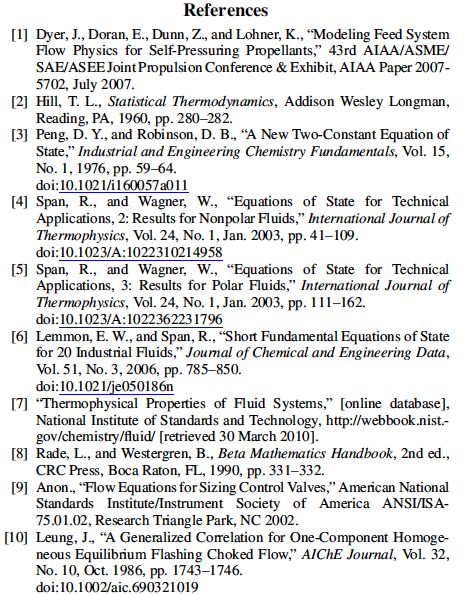 References
[1] Dyer, J., Doran, E., Dunn, Z., and Lohner, K., “Modeling Feed System
Flow Physics for Self-Pressuring Propellants,” 43rd AIAA/ASME/
SAE/ASEE Joint Propulsion Conference & Exhibit, AIAA Paper 2007-
5702, July 2007.
[2] Hill, T. L., Statistical Thermodynamics, Addison Wesley Longman,
Reading, PA, 1960, pp. 280–282.
[3] Peng, D. Y., and Robinson, D. B., “A New Two-Constant Equation of
State,” Industrial and Engineering Chemistry Fundamentals, Vol. 15,
No. 1, 1976, pp. 59–64.
doi:10.1021/i160057a011
[4] Span, R., and Wagner, W., “Equations of State for Technical
Applications, 2: Results for Nonpolar Fluids,” International Journal of
Thermophysics, Vol. 24, No. 1, Jan. 2003, pp. 41–109.
doi:10.1023/A:1022310214958
[5] Span, R., and Wagner, W., “Equations of State for Technical
Applications, 3: Results for Polar Fluids,” International Journal of
Thermophysics, Vol. 24, No. 1, Jan. 2003, pp. 111–162.
doi:10.1023/A:1022362231796
[6] Lemmon, E. W., and Span, R., “Short Fundamental Equations of State
for 20 Industrial Fluids,” Journal of Chemical and Engineering Data,
Vol. 51, No. 3, 2006, pp. 785–850.
doi:10.1021/je050186n
[7] “Thermophysical Properties of Fluid Systems,” [online database],
National Institute of Standards and Technology, http://webbook.nist.-
gov/chemistry/fluid/ [retrieved 30 March 2010].
[8] Rade, L., and Westergren, B., Beta Mathematics Handbook, 2nd ed.,
CRC Press, Boca Raton, FL, 1990, pp. 331–332.
[9] Anon., “Flow Equations for Sizing Control Valves,” American National
Standards Institute/Instrument Society of America ANSI/ISA-
75.01.02, Research Triangle Park, NC 2002.
[10] Leung, J., “A Generalized Correlation for One-Component Homoge-
neous Equilibrium Flashing Choked Flow,” AIChE Journal, Vol. 32,
No. 10, Oct. 1986, pp. 1743–1746.
doi:10.1002/aic.690321019